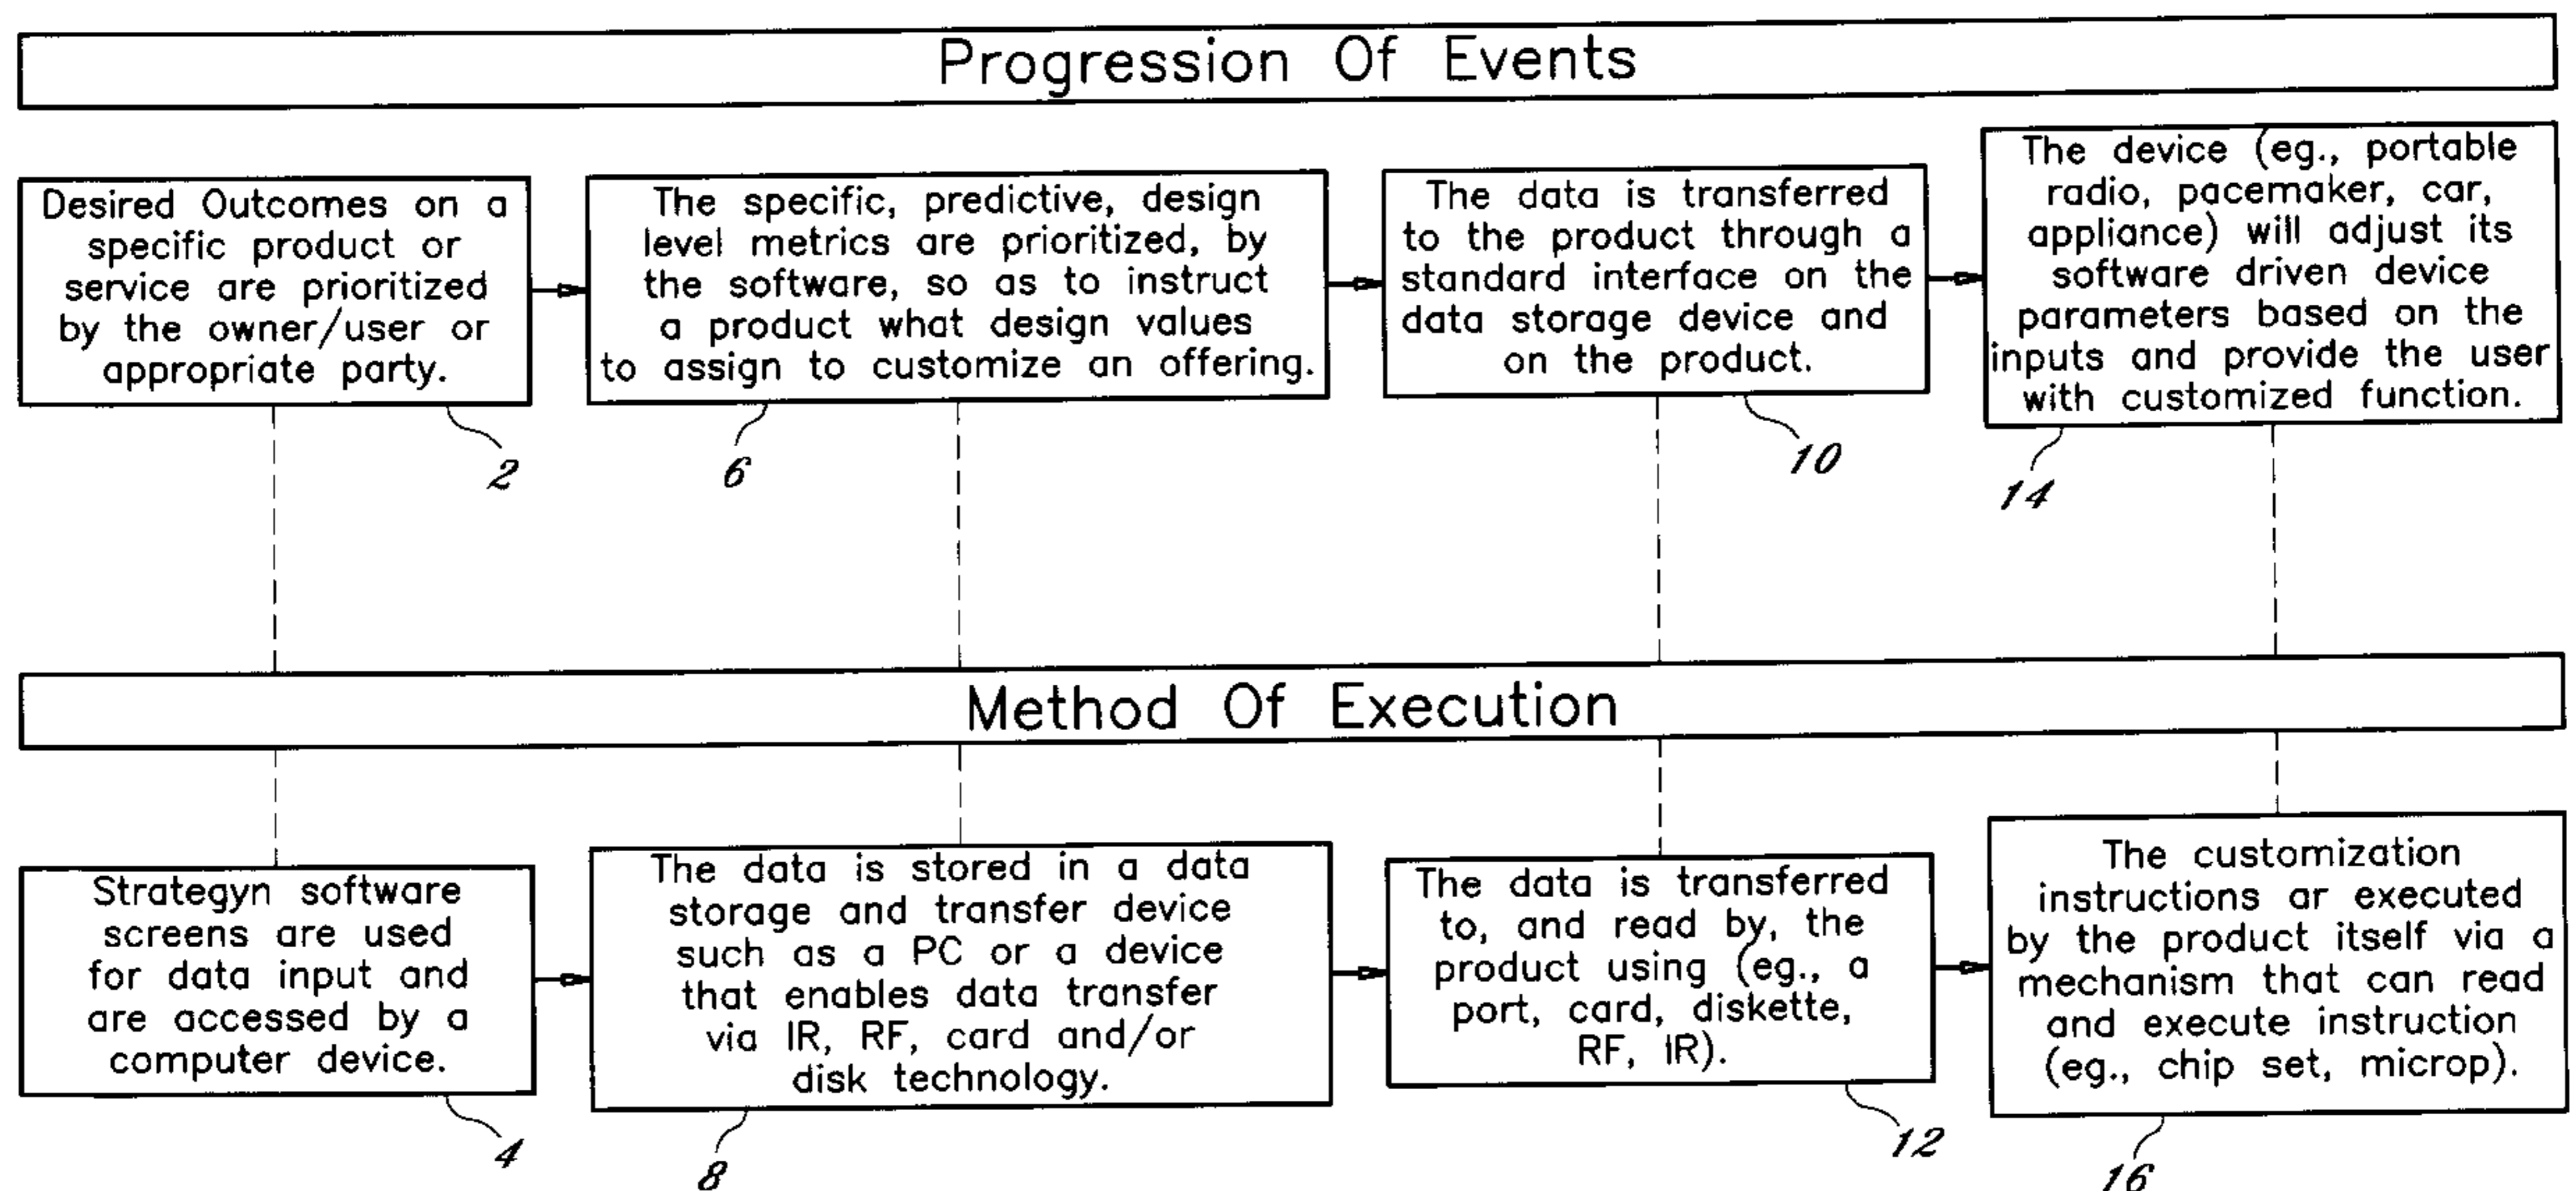 Progression Of Events
Desired Outcomes on a
specific product or
service are prioritized
by the owner/user or
appropriate party.
2
The specific, predictive, design
level metrics are prioritized, by
the software, so as to instruct
a product what design values
to assign to customize an offering.
6
The data is transferred
to the product through a
standard interface on the
data storage device and
on the product.
10
The device (eg., portable
radio, pacemaker, car,
appliance) will adjust its
software driven device
parameters based on the
inputs and provide the user
with customized function.
14
Method Of Execution
Strategyn software
screens are used
for data input and
are accessed by a
computer device.
4
The data is stored in a data
storage and transfer device
such as a PC or a device
that enables data transfer
via IR, RF, card and/or
disk technology.
8
The data is transferred
to, and read by, the
product using (eg., a
port, card, diskette,
RF, IR).
12
The customization
instructions ar executed
by the product itself via a
mechanism that can read
and execute instruction
(eg., chip set, microp).
16